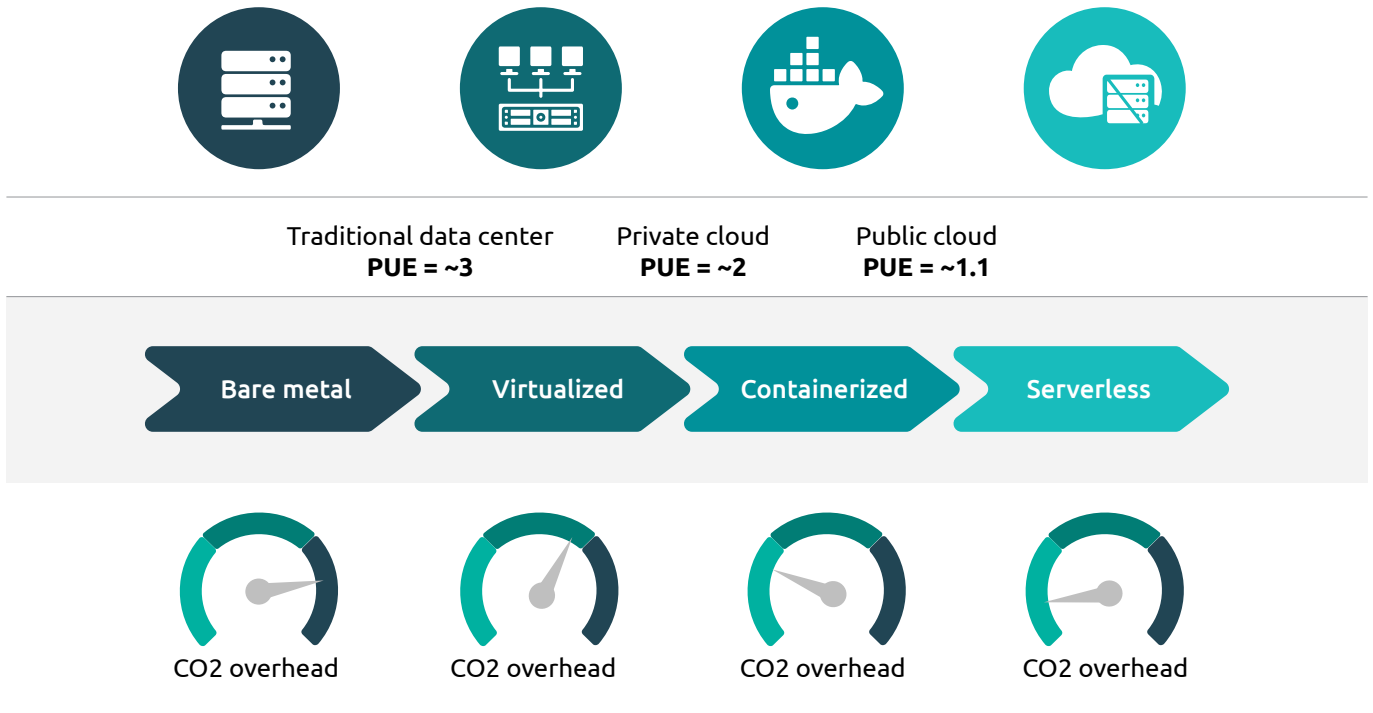 Traditional data center
PUE = ~3
Private cloud
PUE = ~2
Public cloud
PUE = ~1.1
Bare metal
Virtualized
Containerized
Serverless
CO2 overhead
CO2 overhead
CO2 overhead
CO2 overhead